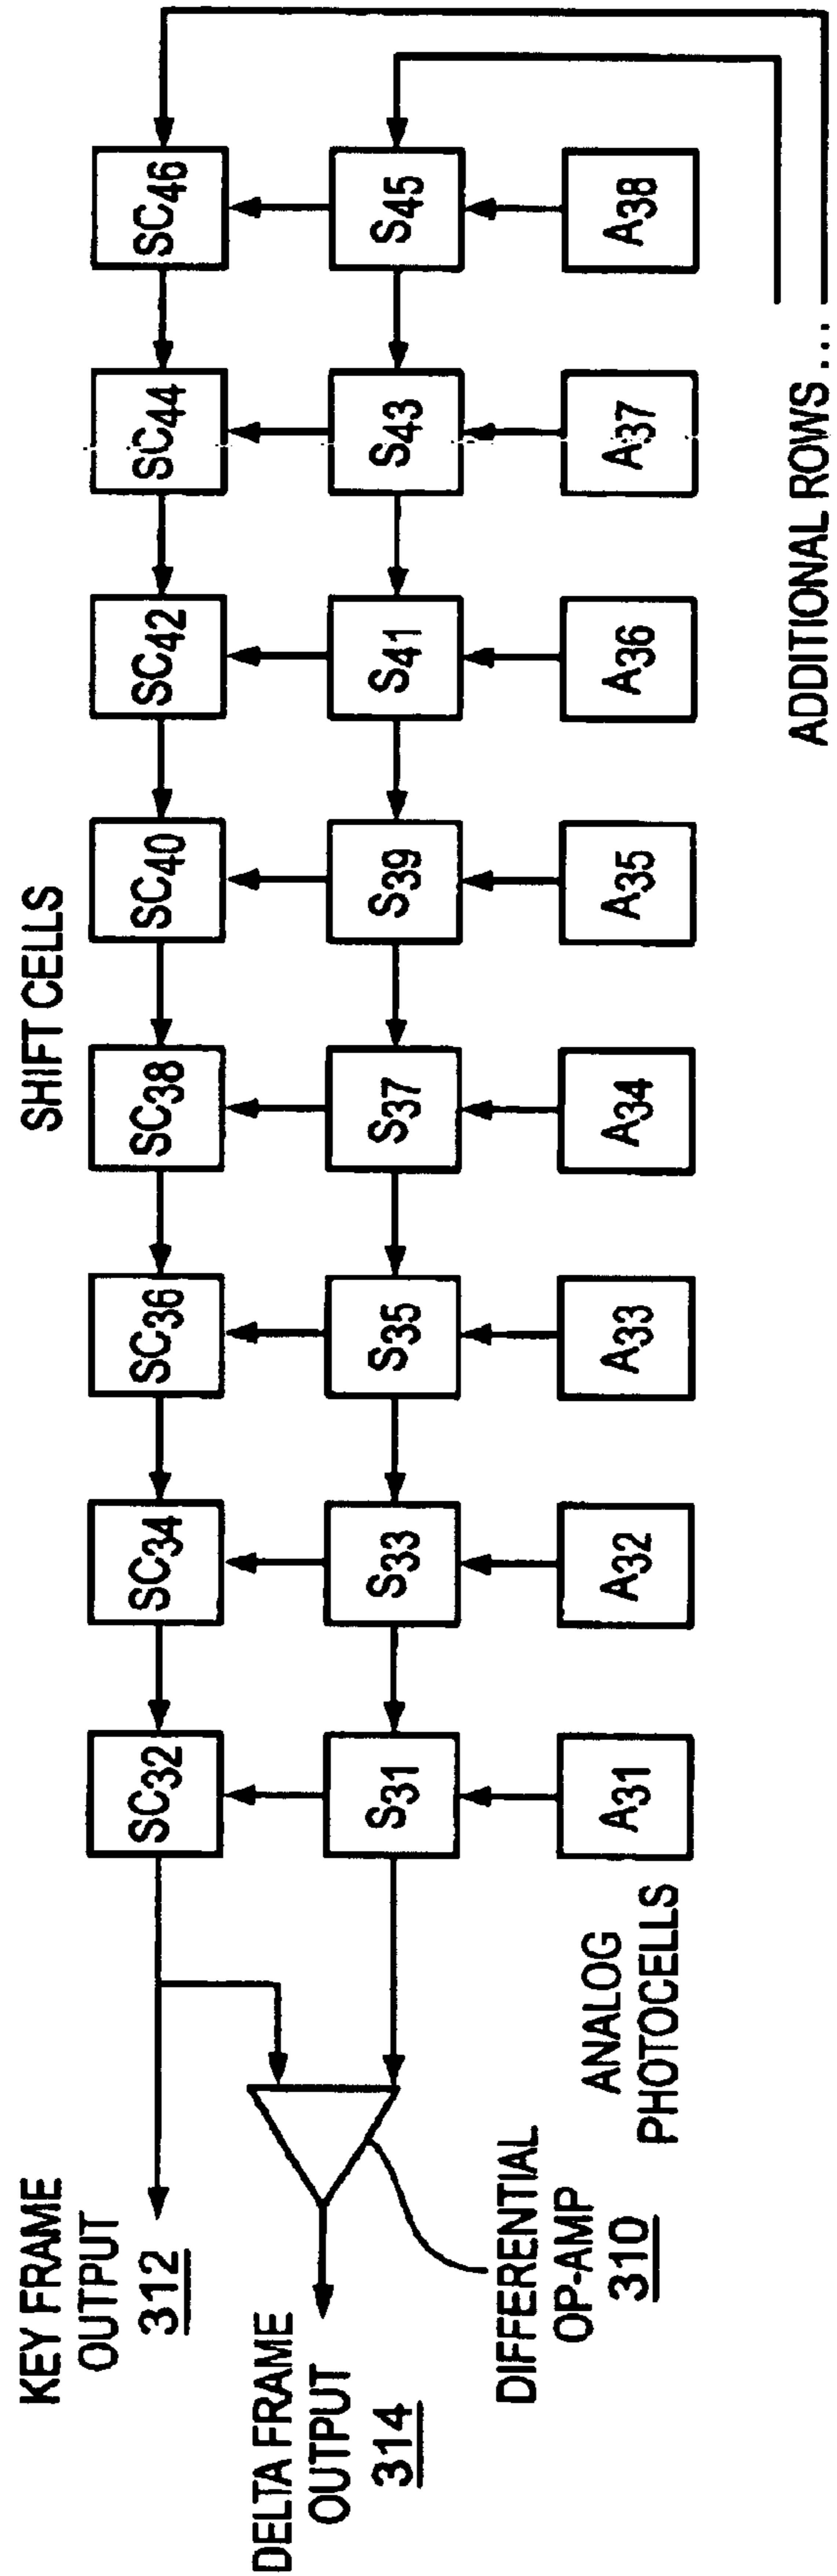 SHIFT CELLS
KEY FRAME
OUTPUT
312
SC32
SC34
SC36
SC38
SC40
SC42
SC44
SC46
DELTA FRAME
OUTPUT
314
S31
S33
S35
S37
S39
S41
S43
S45
DIFFERENTIAL
OP-AMP
310
ANALOG
PHOTOCELLS
A31
A32
A33
A34
A35
A36
A37
A38
ADDITIONAL ROWS...